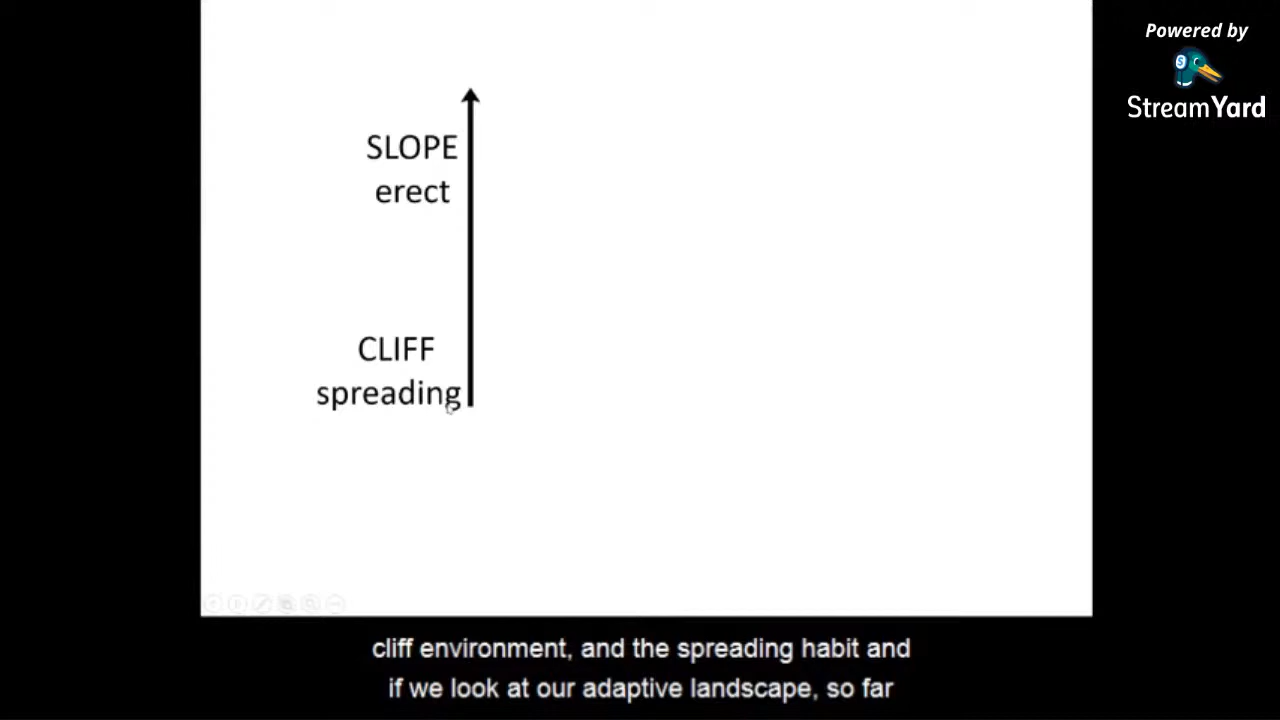 Powered by
StreamYard
SLOPE
erect
CLIFF
spreading
cliff environment, and the spreading habit and
if we look at our adaptive landscape, so far